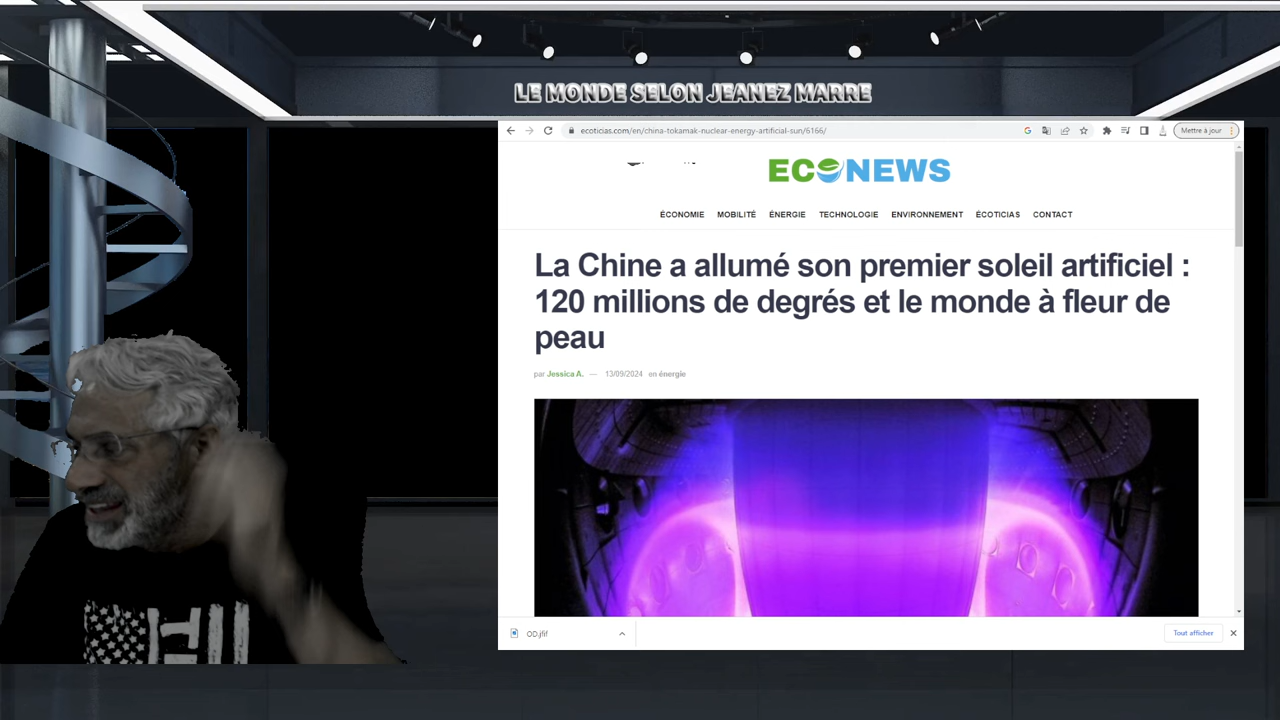 LE MONDE SELON JEANEZ MARRE
ecoticias.com/en/china-tokamak-nuclear-energy-artificial-sun/6166/
Mettre à jour
ECONEWS
ÉCONOMIE MOBILITÉ ÉNERGIE TECHNOLOGIE ENVIRONNEMENT ÉCOTICIAS CONTACT
La Chine a allumé son premier soleil artificiel :
120 millions de degrés et le monde à fleur de
peau
par Jessica A. — 13/09/2024 en énergie
OD.jfif
Tout afficher